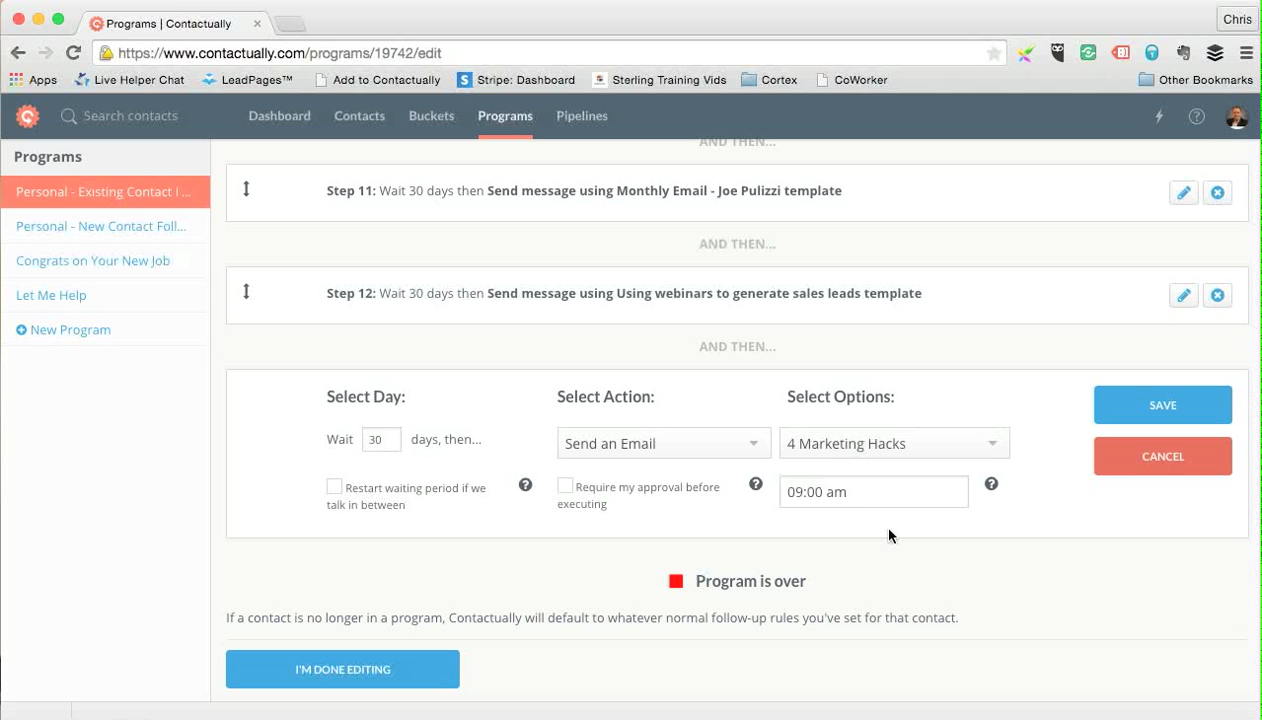 Programs | Contactually
Chris
https://www.contactually.com/programs/19742/edit
Apps Live Helper Chat LeadPages™ Add to Contactually Stripe: Dashboard Sterling Training Vids Cortex CoWorker Other Bookmarks
Search contacts Dashboard Contacts Buckets Programs Pipelines
Programs
Personal - Existing Contact I ...
Personal - New Contact Foll...
Congrats on Your New Job
Let Me Help
New Program
AND THEN...
Step 11: Wait 30 days then Send message using Monthly Email - Joe Pulizzi template
AND THEN...
Step 12: Wait 30 days then Send message using Using webinars to generate sales leads template
AND THEN...
Select Day: Select Action: Select Options:
SAVE
Wait 30 days, then... Send an Email 4 Marketing Hacks
CANCEL
Restart waiting period if we
talk in between
Require my approval before
executing
09:00 am
Program is over
If a contact is no longer in a program, Contactually will default to whatever normal follow-up rules you've set for that contact.
I'M DONE EDITING